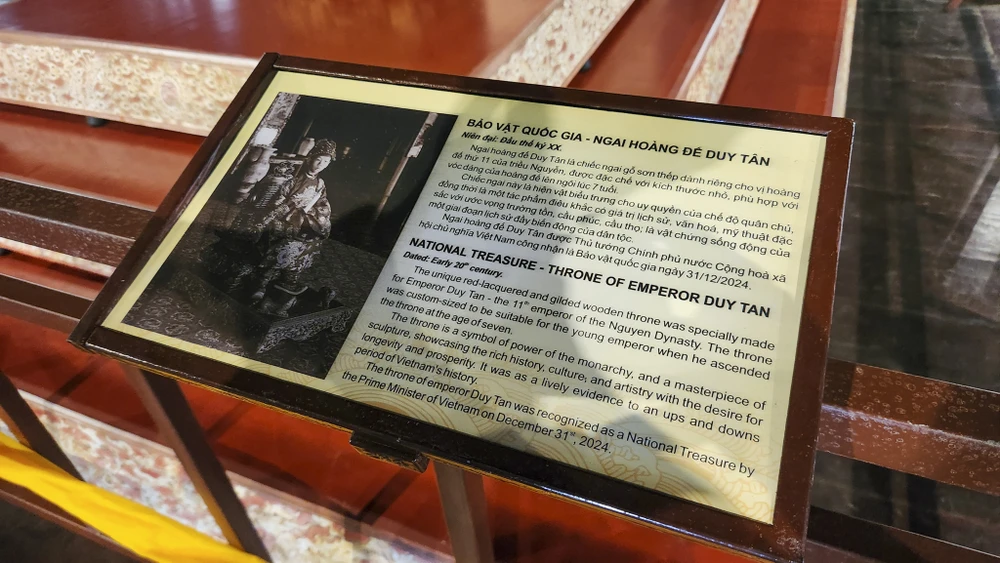 BẢO VẬT QUỐC GIA - NGAI HOÀNG ĐẾ DUY TÂN
Niên đại: Đầu thế kỷ XX.
Ngai hoàng đế Duy Tân là chiếc ngai gỗ sơn thếp dành riêng cho vị hoàng
đế thứ 11 của triều Nguyễn, được đặc chế với kích thước nhỏ, phù hợp với
vóc dáng của hoàng đế lên ngôi lúc 7 tuổi.
Chiếc ngai này là hiện vật biểu trưng cho uy quyền của chế độ quân chủ,
đồng thời là một tác phẩm điêu khắc có giá trị lịch sử, văn hoá, mỹ thuật đặc
sắc với ước vọng trường tồn, cầu phúc, cầu thọ; là vật chứng sống động của
một giai đoạn lịch sử đầy biến động của dân tộc.
Ngai hoàng đế Duy Tân được Thủ tướng Chính phủ nước Cộng hoà xã
hội chủ nghĩa Việt Nam công nhận là Bảo vật quốc gia ngày 31/12/2024.
NATIONAL TREASURE - THRONE OF EMPEROR DUY TAN
Dated: Early 20th century.
The unique red-lacquered and gilded wooden throne was specially made
for Emperor Duy Tan - the 11th emperor of the Nguyen Dynasty. The throne
was custom-sized to be suitable for the young emperor when he ascended
the throne at the age of seven.
The throne is a symbol of power of the monarchy, and a masterpiece of
sculpture, showcasing the rich history, culture, and artistry with the desire for
longevity and prosperity. It was as a lively evidence to an ups and downs
period of Vietnam's history.
The throne of emperor Duy Tan was recognized as a National Treasure by
the Prime Minister of Vietnam on December 31st, 2024.